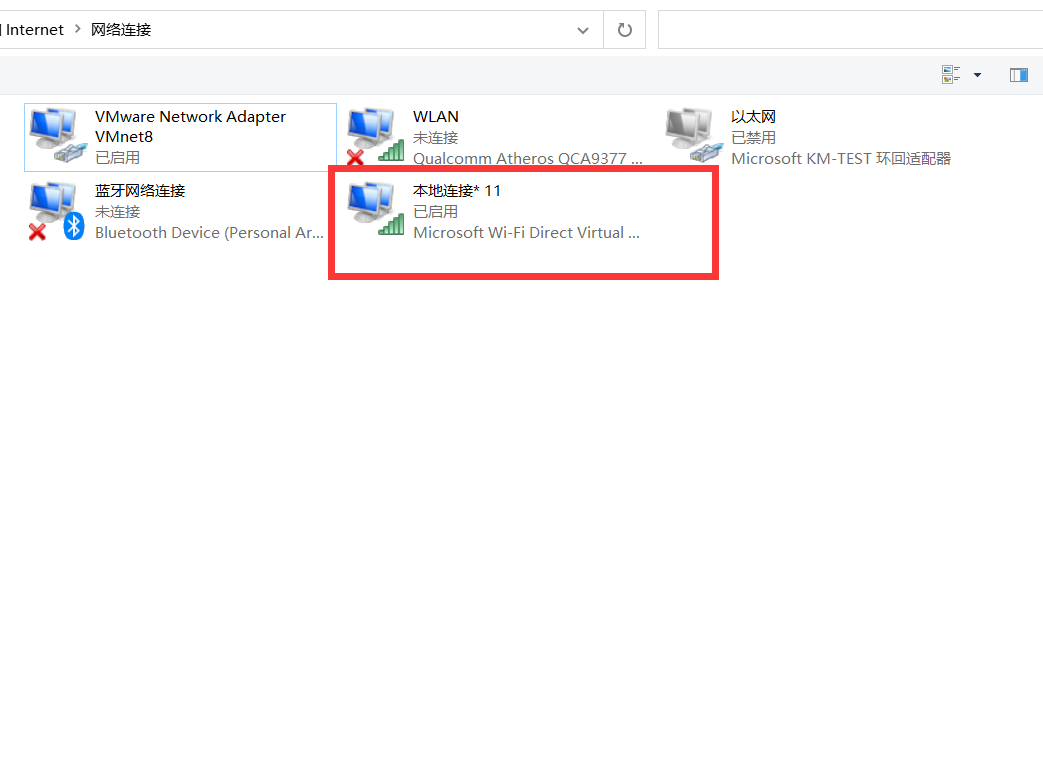 Internet > 网络连接
VMware Network Adapter
VMnet8
已启用
WLAN
未连接
Qualcomm Atheros QCA9377 ...
以太网
已禁用
Microsoft KM-TEST 环回适配器
蓝牙网络连接
未连接
Bluetooth Device (Personal Ar...
本地连接* 11
已启用
Microsoft Wi-Fi Direct Virtual ...